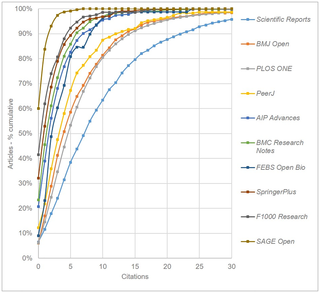 100%
90%
80%
70%
60%
50%
40%
30%
20%
10%
0%
Articles - % cumulative
0
5
10
15
20
25
30
Citations
Scientific Reports
BMJ Open
PLOS ONE
PeerJ
AIP Advances
BMC Research
Notes
FEBS Open Bio
SpringerPlus
F1000 Research
SAGE Open